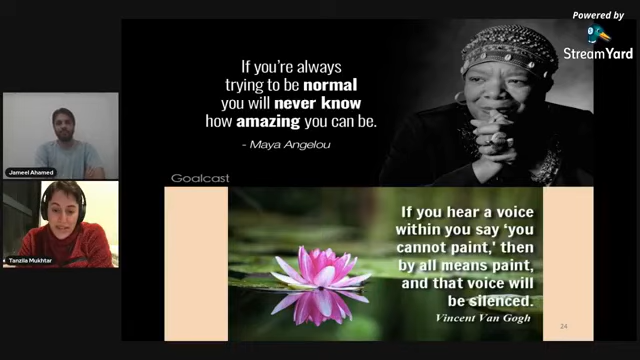 Powered by
StreamYard
If you're always
trying to be normal
you will never know
how amazing you can be.
- Maya Angelou
Goalcast
Jameel Ahamed
Tanzila Mukhtar
If you hear a voice
within you say ‘you
cannot paint,’ then
by all means paint,
and that voice will
be silenced.
Vincent Van Gogh
24